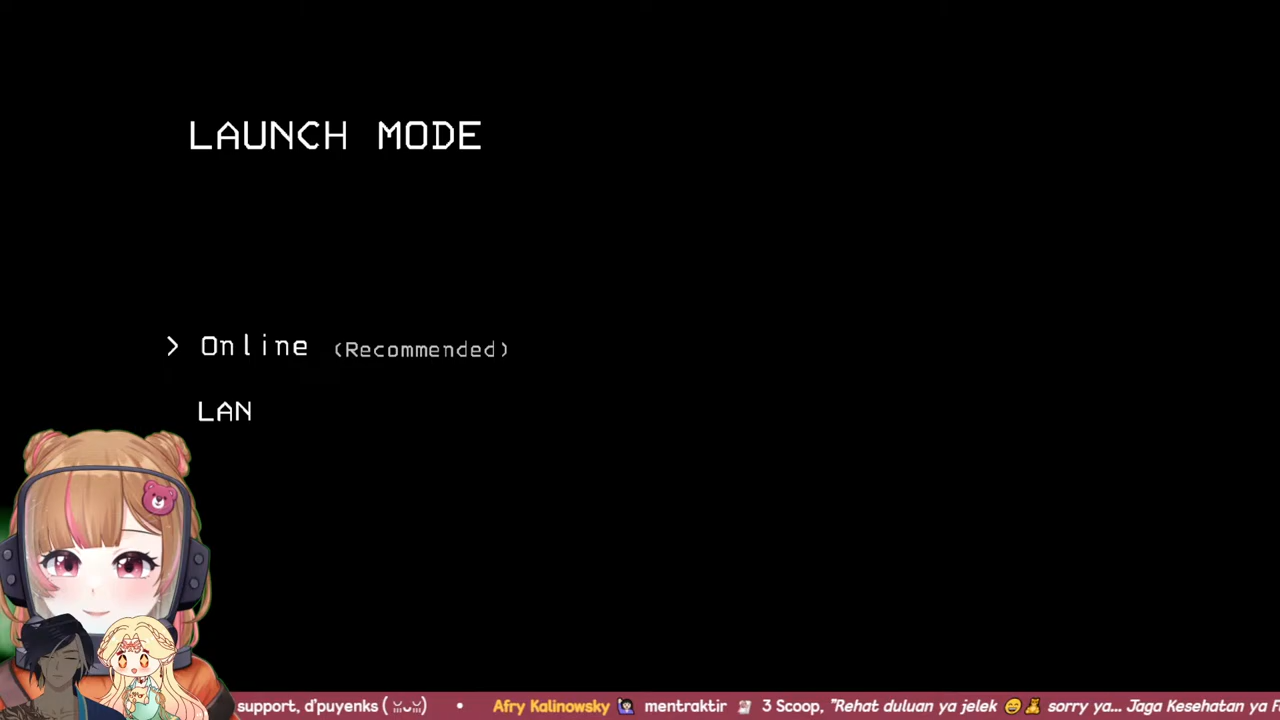 LAUNCH MODE
> Online (Recommended)
LAN
support, d'puyenks ( ᵕᴗᵕ ) • Afry Kalinowsky 🙋🏻‍♀️ mentraktir 3 Scoop, "Rehat duluan ya jelek 😅🧸 sorry ya... Jaga Kesehatan ya